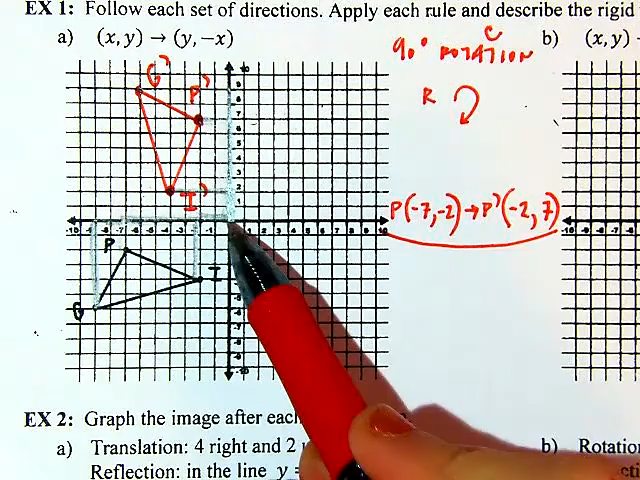 EX 1: Follow each set of directions. Apply each rule and describe the rigid
a) (x, y) → (y, −x)
90° ROTATION
C
b) (x, y)
R
G'
P'
I'
P(-7,-2)→P'(-2,7)
P
I
G
EX 2: Graph the image after each
a) Translation: 4 right and 2
b) Rotation
Reflection: in the line y =